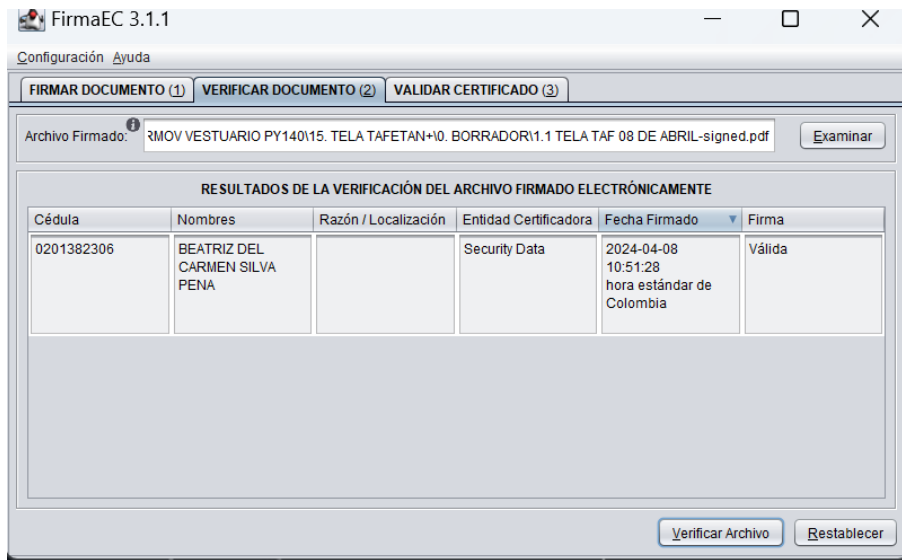 FirmaEC 3.1.1
Configuración Ayuda
FIRMAR DOCUMENTO (1) VERIFICAR DOCUMENTO (2) VALIDAR CERTIFICADO (3)
Archivo Firmado: RMOV VESTUARIO PY140\15. TELA TAFETAN+\0. BORRADOR\1.1 TELA TAF 08 DE ABRIL-signed.pdf Examinar
RESULTADOS DE LA VERIFICACIÓN DEL ARCHIVO FIRMADO ELECTRÓNICAMENTE
Cédula Nombres Razón / Localización Entidad Certificadora Fecha Firmado Firma
0201382306 BEATRIZ DEL Security Data 2024-04-08 Válida
CARMEN SILVA 10:51:28
PENA hora estándar de
Colombia
Verificar Archivo Restablecer